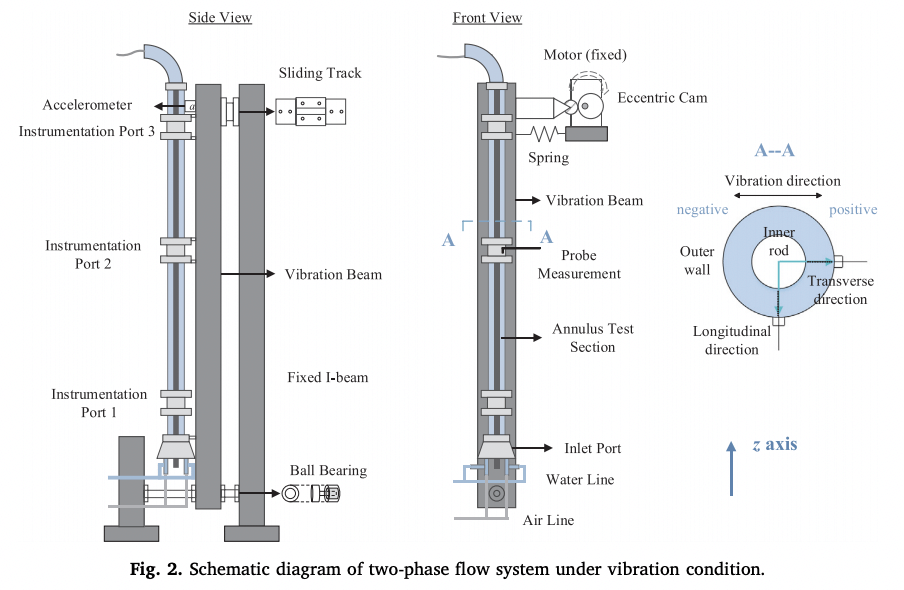 Side View
Front View
Motor (fixed)
Sliding Track
Eccentric Cam
Accelerometer
a
Instrumentation Port 3
Spring
A--A
Vibration direction
negative
positive
Vibration Beam
A
A
Instrumentation
Port 2
Inner
rod
Outer
wall
Probe
Measurement
Vibration Beam
Transverse
direction
Annulus Test
Section
Longitudinal
direction
Fixed I-beam
Instrumentation
Port 1
Inlet Port
z axis
Ball Bearing
Water Line
Air Line
Fig. 2. Schematic diagram of two-phase flow system under vibration condition.